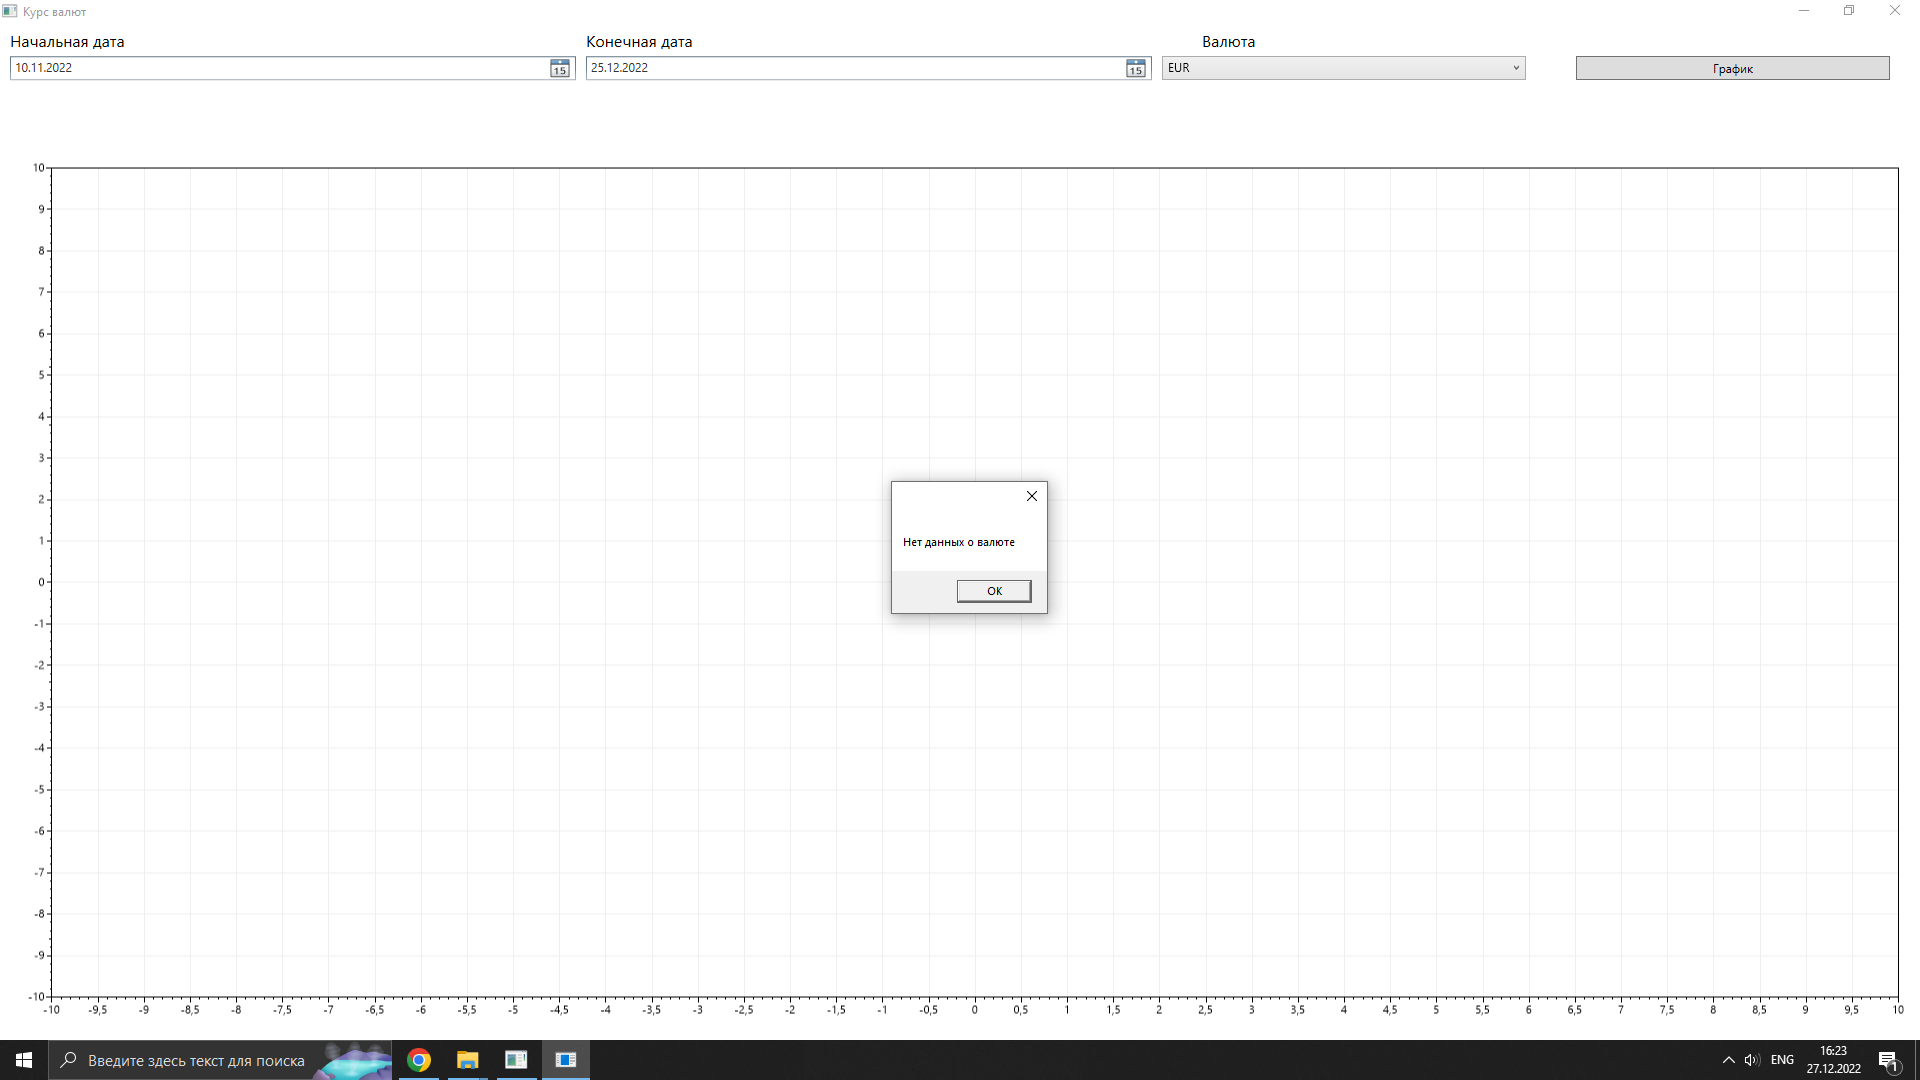 Курс валют
Начальная дата
Конечная дата
Валюта
10.11.2022
15
25.12.2022
15
EUR
График
10
9
8
7
6
5
4
3
2
1
0
-1
-2
-3
-4
-5
-6
-7
-8
-9
-10
Нет данных о валюте
ОК
-10 -9,5 -9 -8,5 -8 -7,5 -7 -6,5 -6 -5,5 -5 -4,5 -4 -3,5 -3 -2,5 -2 -1,5 -1 -0,5 0 0,5 1 1,5 2 2,5 3 3,5 4 4,5 5 5,5 6 6,5 7 7,5 8 8,5 9 9,5 10
Введите здесь текст для поиска
ENG
16:23
27.12.2022
1